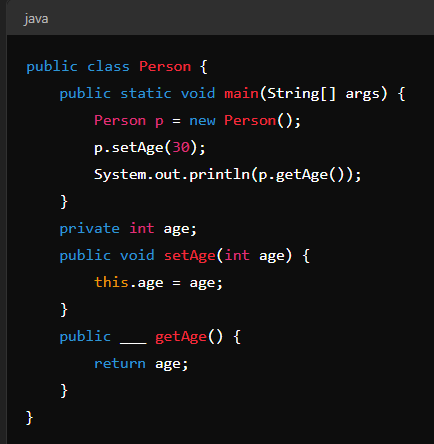 java
public class Person {
    public static void main(String[] args) {
        Person p = new Person();
        p.setAge(30);
        System.out.println(p.getAge());
    }
    private int age;
    public void setAge(int age) {
        this.age = age;
    }
    public ___ getAge() {
        return age;
    }
}